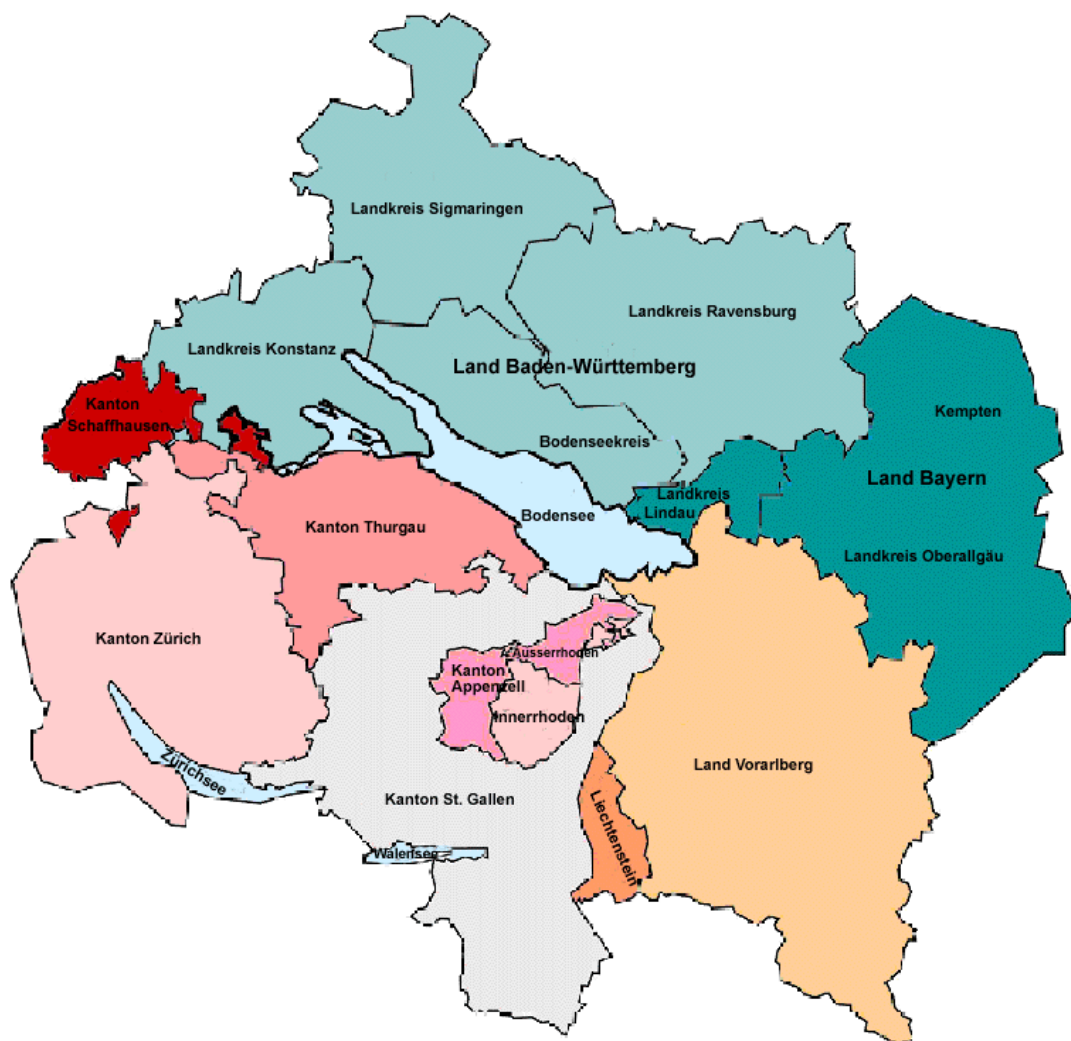 Landkreis Sigmaringen
Landkreis Ravensburg
Landkreis Konstanz
Land Baden-Württemberg
Kanton
Schaffhausen
Kempten
Bodenseekreis
Land Bayern
Landkreis
Lindau
Bodensee
Kanton Thurgau
Landkreis Oberallgäu
Kanton Zürich
Ausserrhoden
Kanton
Appenzell
Innerrhoden
Zürichsee
Land Vorarlberg
Kanton St. Gallen
Liechtenstein
Walensee